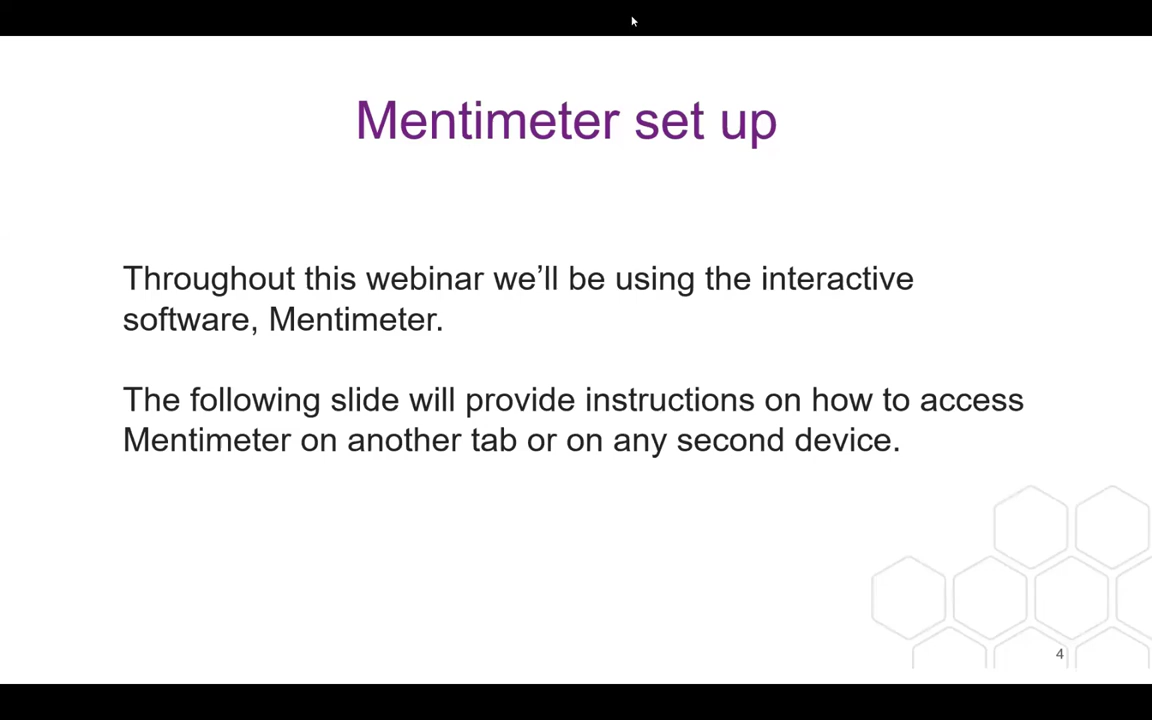 Mentimeter set up
Throughout this webinar we’ll be using the interactive
software, Mentimeter.
The following slide will provide instructions on how to access
Mentimeter on another tab or on any second device.
4